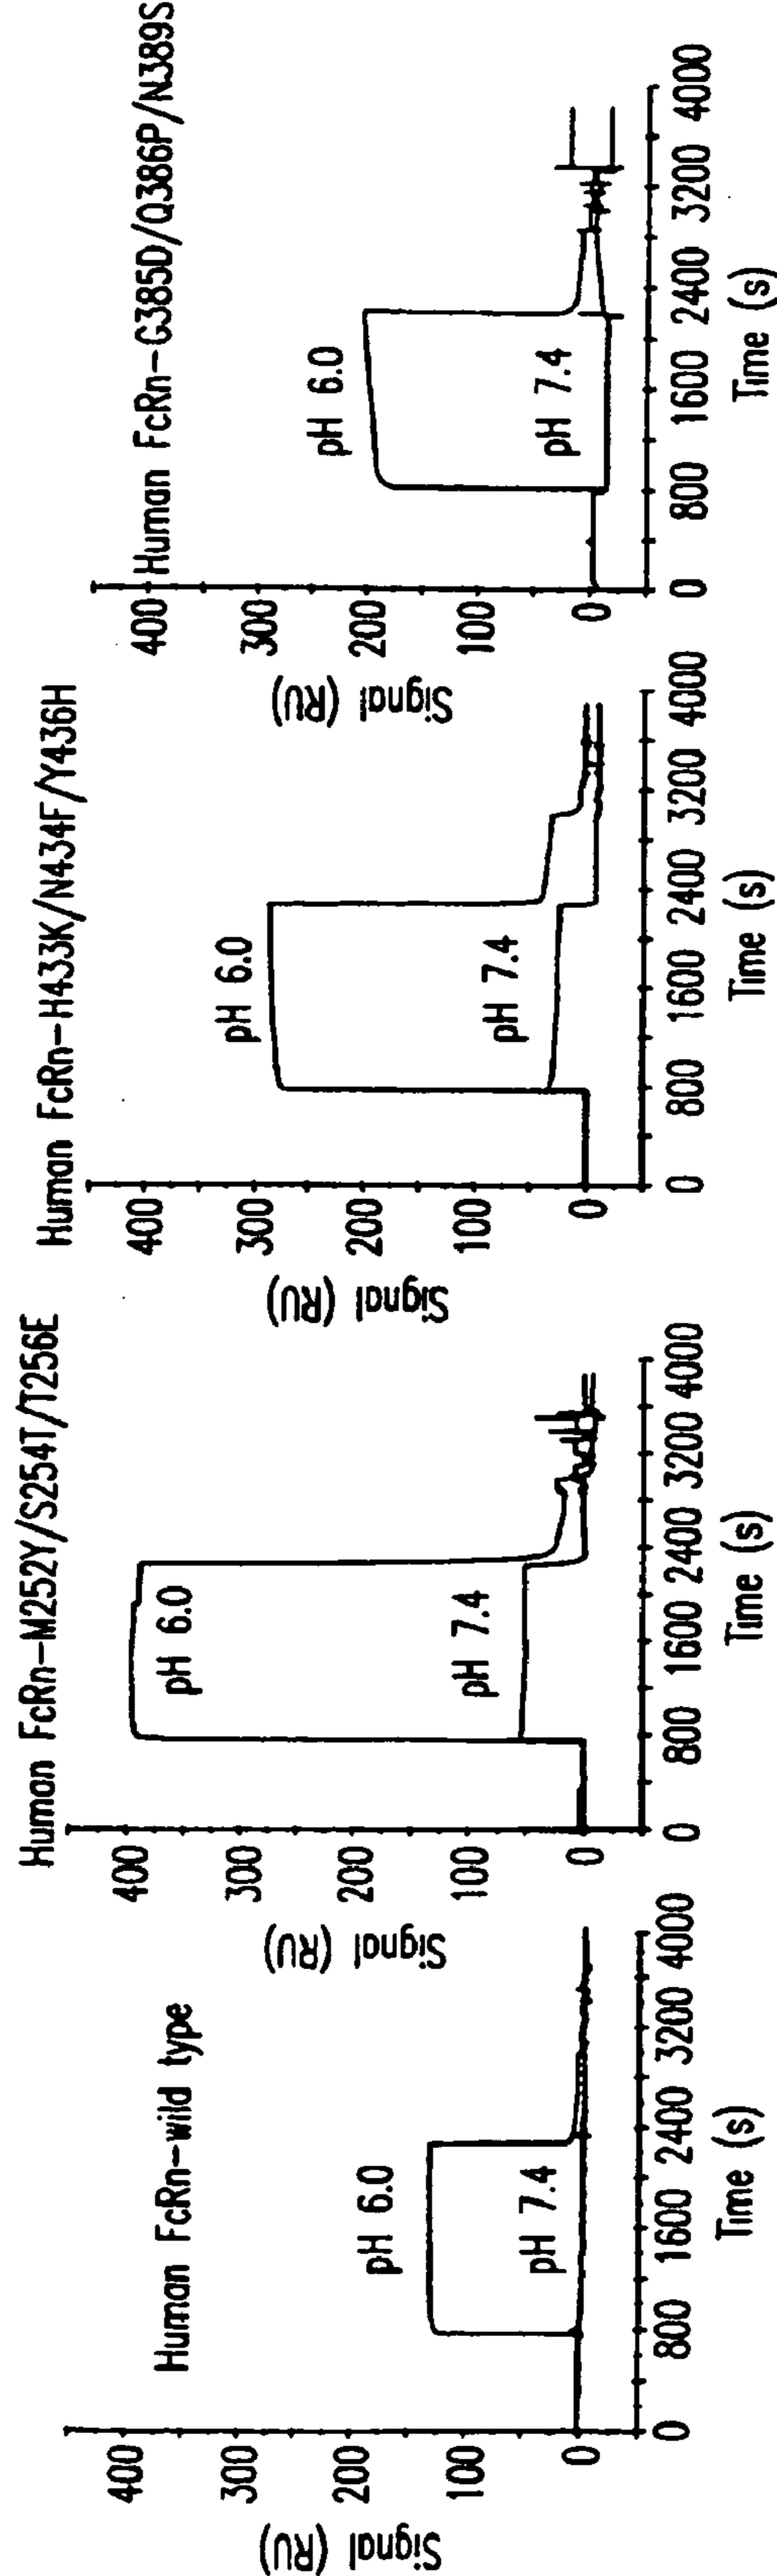 Human FcRn-wild type
Signal (RU)
400
300
200
100
0
pH 6.0
pH 7.4
0 800 1600 2400 3200 4000
Time (s)
Human FcRn-M252Y/S254T/T256E
Signal (RU)
400
300
200
100
0
pH 6.0
pH 7.4
0 800 1600 2400 3200 4000
Time (s)
Human FcRn-H433K/N434F/Y436H
Signal (RU)
400
300
200
100
0
pH 6.0
pH 7.4
0 800 1600 2400 3200 4000
Time (s)
Human FcRn-G385D/Q386P/N389S
Signal (RU)
400
300
200
100
0
pH 6.0
pH 7.4
0 800 1600 2400 3200 4000
Time (s)